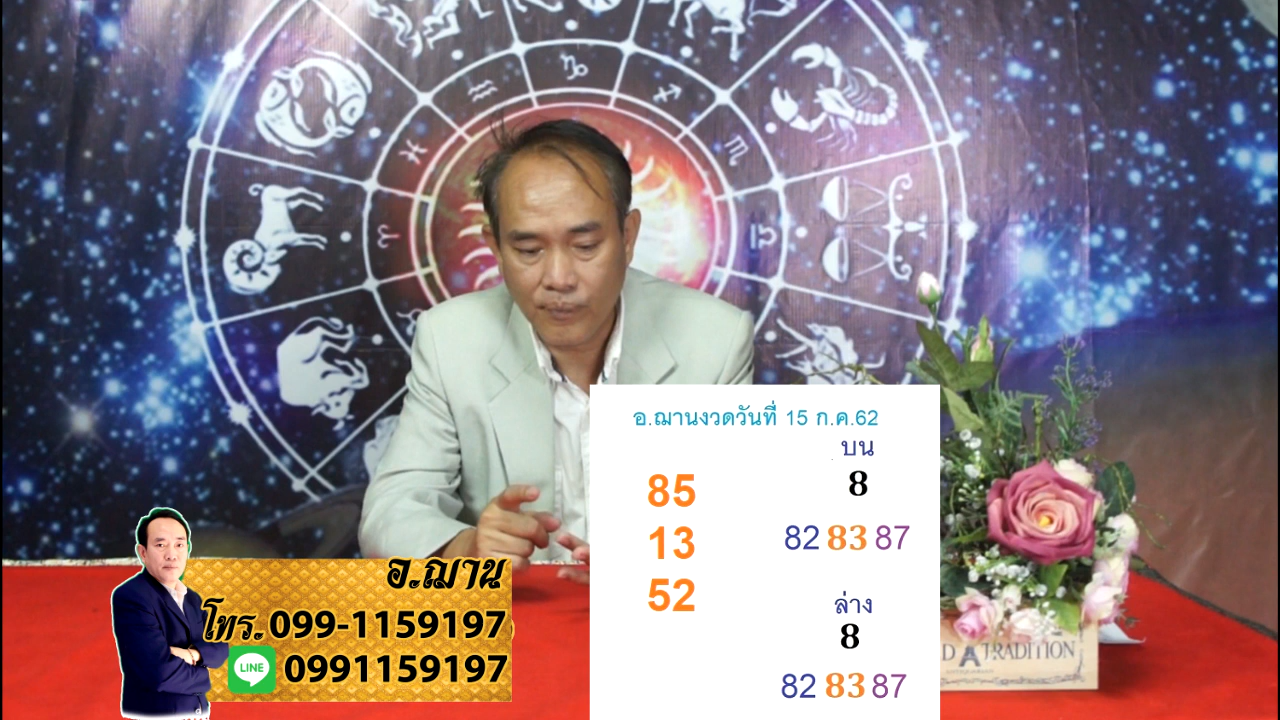 อ.ฌานงวดวันที่ 15 ก.ค.62
บน
8
85
82 83 87
13
52
ล่าง
8
82 83 87
อ.ฌาน
โทร. 099-1159197
LINE 0991159197
D A TRADITION